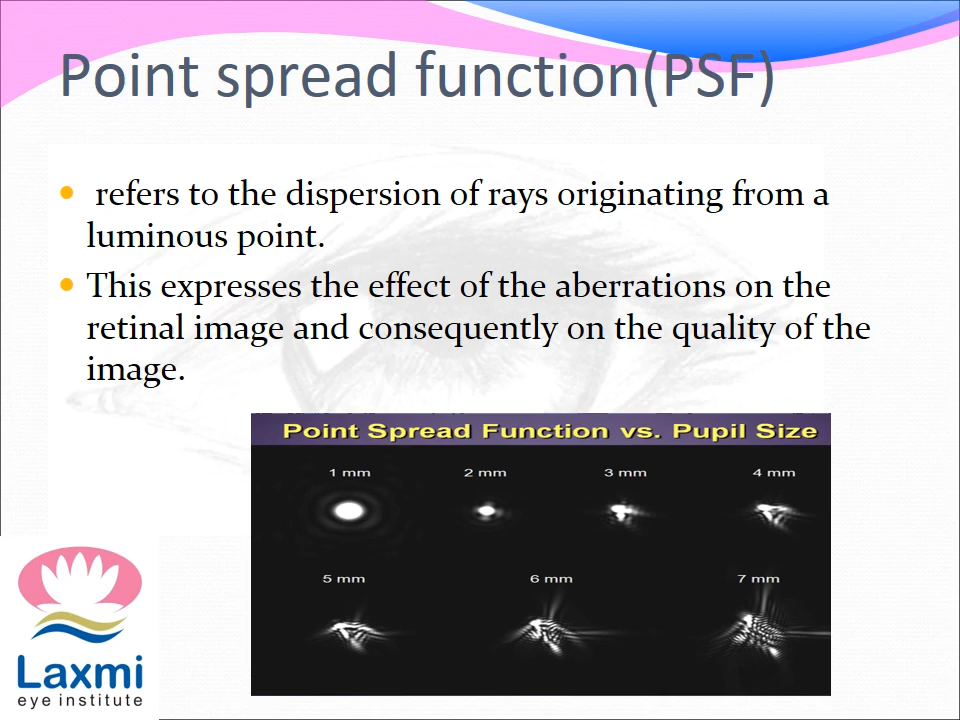 Point spread function(PSF)
refers to the dispersion of rays originating from a
luminous point.
This expresses the effect of the aberrations on the
retinal image and consequently on the quality of the
image.
Point Spread Function vs. Pupil Size
1 mm 2 mm 3 mm 4 mm
5 mm 6 mm 7 mm
Laxmi
eye institute